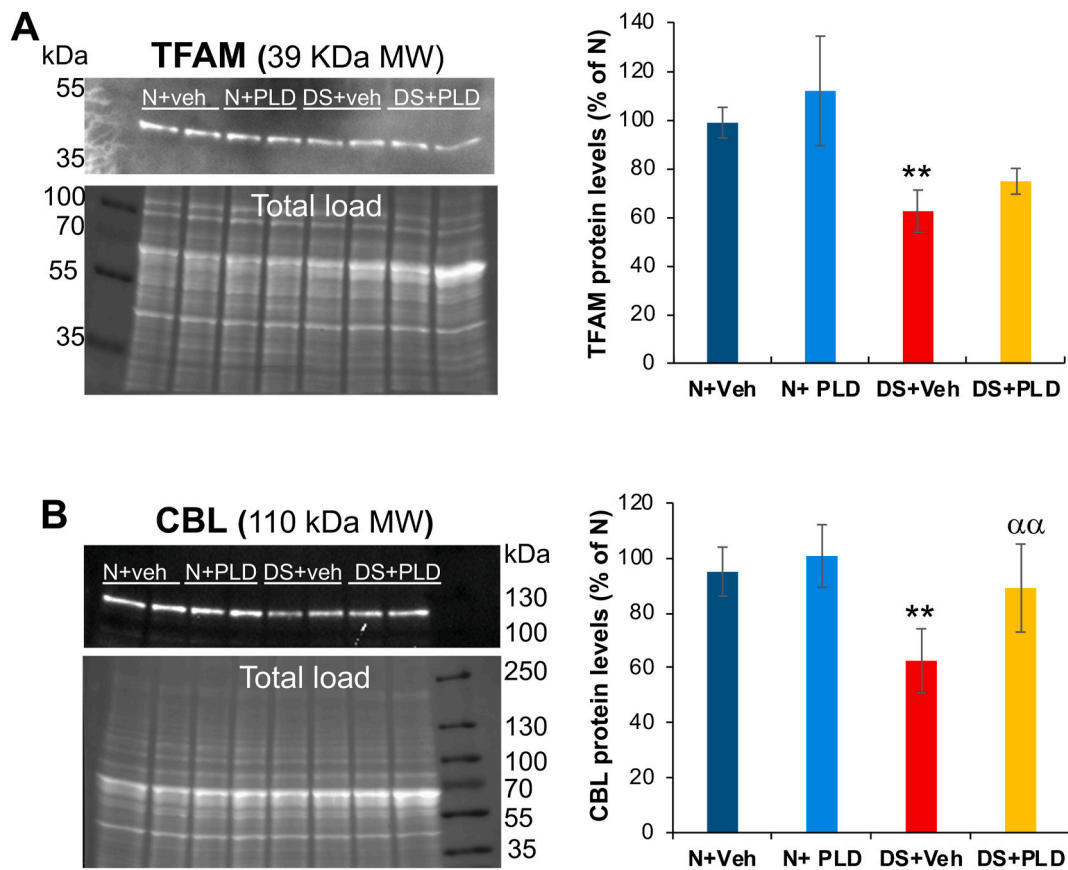 A
kDa
TFAM (39 KDa MW)
55
35
N+veh N+PLD DS+veh DS+PLD
100
70
55
35
Total load
TFAM protein levels (% of N)
140
120
100
80
60
40
20
0
**
N+Veh N+ PLD DS+Veh DS+PLD
B
CBL (110 kDa MW)
kDa
N+veh N+PLD DS+veh DS+PLD
130
100
Total load
250
130
100
70
55
35
CBL protein levels (% of N)
120
100
80
60
40
20
0
**
αα
N+Veh N+ PLD DS+Veh DS+PLD